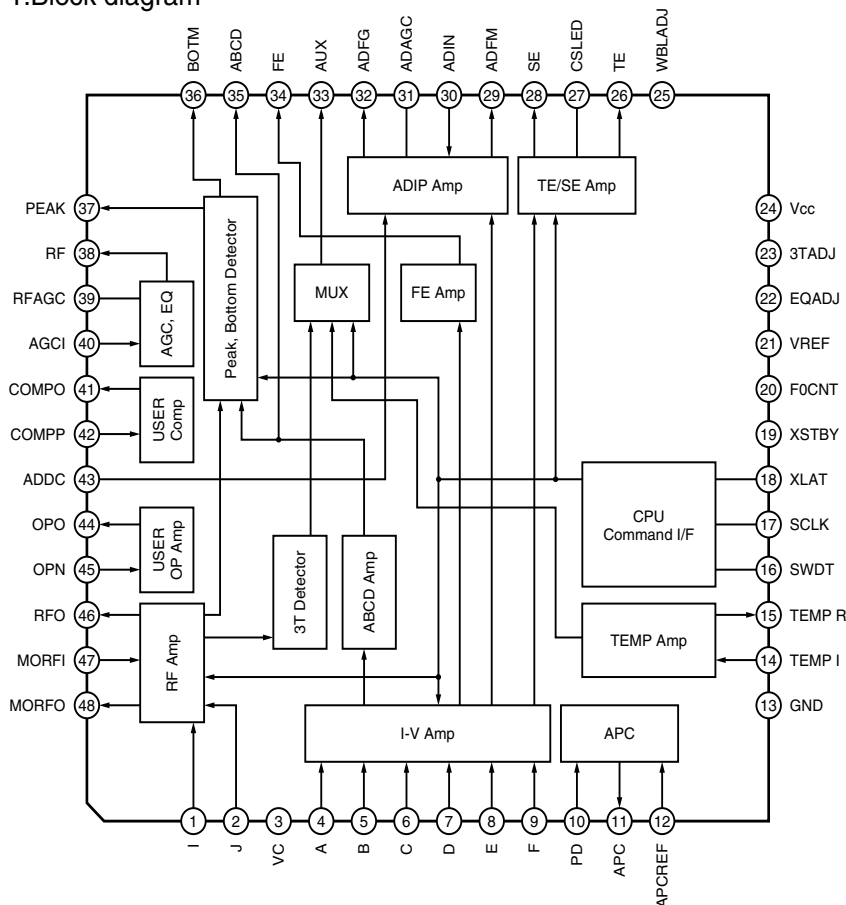 1.Block diagram
BOTM
ABCD
FE
AUX
ADFG
ADAGC
ADIN
ADFM
SE
CSLED
TE
WBLADJ
36
35
34
33
32
31
30
29
28
27
26
25
ADIP Amp
TE/SE Amp
PEAK 37
24 Vcc
RF 38
23 3TADJ
RFAGC 39
22 EQADJ
AGCI 40
21 VREF
Peak, Bottom Detector
AGC, EQ
MUX
FE Amp
COMPO 41
20 F0CNT
COMPP 42
19 XSTBY
USER
Comp
ADDC 43
18 XLAT
OPO 44
17 SCLK
OPN 45
16 SWDT
CPU
Command I/F
USER
OP Amp
3T Detector
ABCD Amp
RFO 46
15 TEMP R
MORFI 47
14 TEMP I
MORFO 48
13 GND
TEMP Amp
RF Amp
I-V Amp
APC
1
2
3
4
5
6
7
8
9
10
11
12
I
J
VC
A
B
C
D
E
F
PD
APC
APCREF